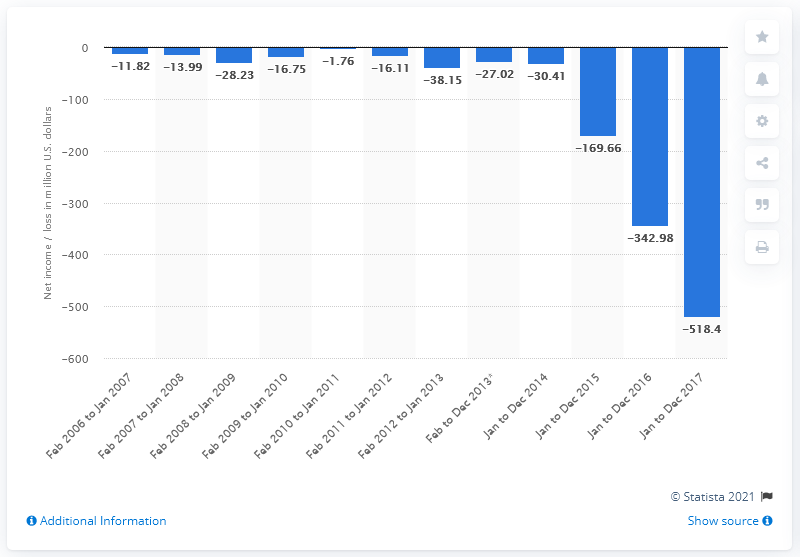 Net income / loss in million U.S. dollars
0
−100
−200
−300
−400
−500
−600
−11.82
−13.99
−28.23
−16.75
−1.76
−16.11
−38.15
−27.02
−30.41
−169.66
−342.98
−518.4
Feb 2006 to Jan 2007
Feb 2007 to Jan 2008
Feb 2008 to Jan 2009
Feb 2009 to Jan 2010
Feb 2010 to Jan 2011
Feb 2011 to Jan 2012
Feb 2012 to Jan 2013
Feb to Dec 2013*
Jan to Dec 2014
Jan to Dec 2015
Jan to Dec 2016
Jan to Dec 2017
© Statista 2021
Additional Information
Show source